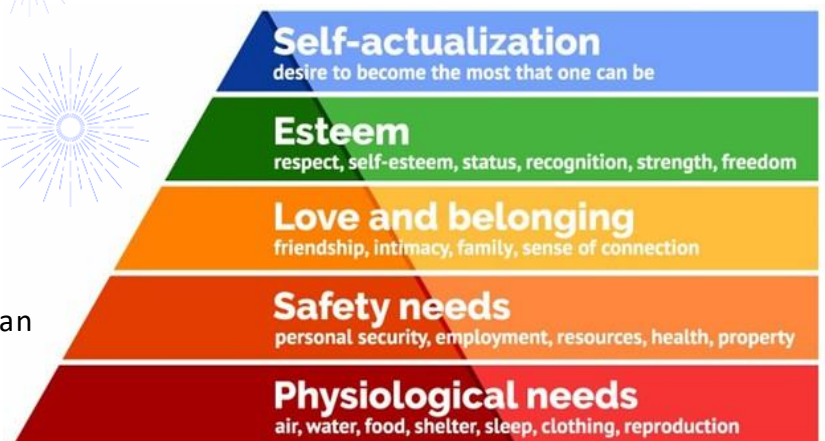 Self-actualization
desire to become the most that one can be
Esteem
respect, self-esteem, status, recognition, strength, freedom
Love and belonging
friendship, intimacy, family, sense of connection
an
Safety needs
personal security, employment, resources, health, property
Physiological needs
air, water, food, shelter, sleep, clothing, reproduction